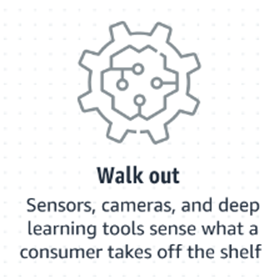 Walk out
Sensors, cameras, and deep
learning tools sense what a
consumer takes off the shelf